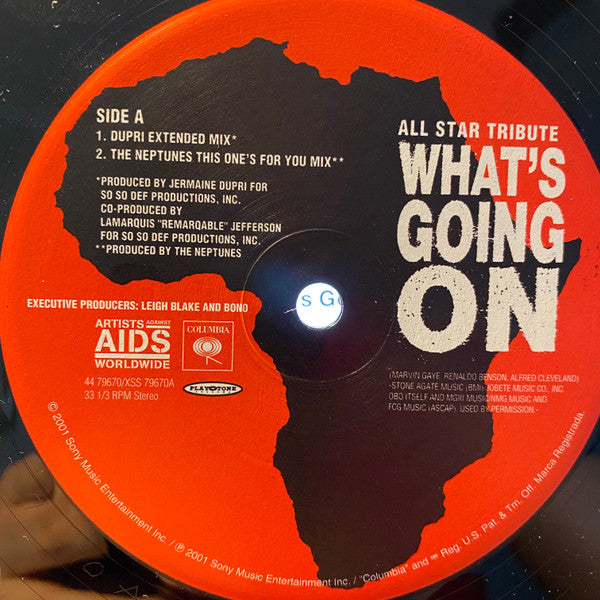 SIDE A
1. DUPRI EXTENDED MIX*
2. THE NEPTUNES THIS ONE'S FOR YOU MIX**
*PRODUCED BY JERMAINE DUPRI FOR
SO SO DEF PRODUCTIONS, INC.
CO-PRODUCED BY
LAMARQUIS "REMARQABLE" JEFFERSON
FOR SO SO DEF PRODUCTIONS, INC.
**PRODUCED BY THE NEPTUNES
ALL STAR TRIBUTE
WHAT'S
GOING
ON
EXECUTIVE PRODUCERS: LEIGH BLAKE AND BONO
s Go
ARTISTS AGAINST
AIDS
WORLDWIDE
COLUMBIA
PLAY-TONE
44 79670/XSS 79670A
33 1/3 RPM Stereo
(MARVIN GAYE, RENALDO BENSON, ALFRED CLEVELAND)
-STONE AGATE MUSIC (BMI)/JOBETE MUSIC CO., INC.
OBO ITSELF AND MGIII MUSIC/NMG MUSIC AND
FCG MUSIC (ASCAP). USED BY PERMISSION.-
© 2001 Sony Music Entertainment Inc. / ℗ 2001 Sony Music Entertainment Inc. / "Columbia" and Reg. U.S. Pat. & Tm. Off. Marca Registrada.